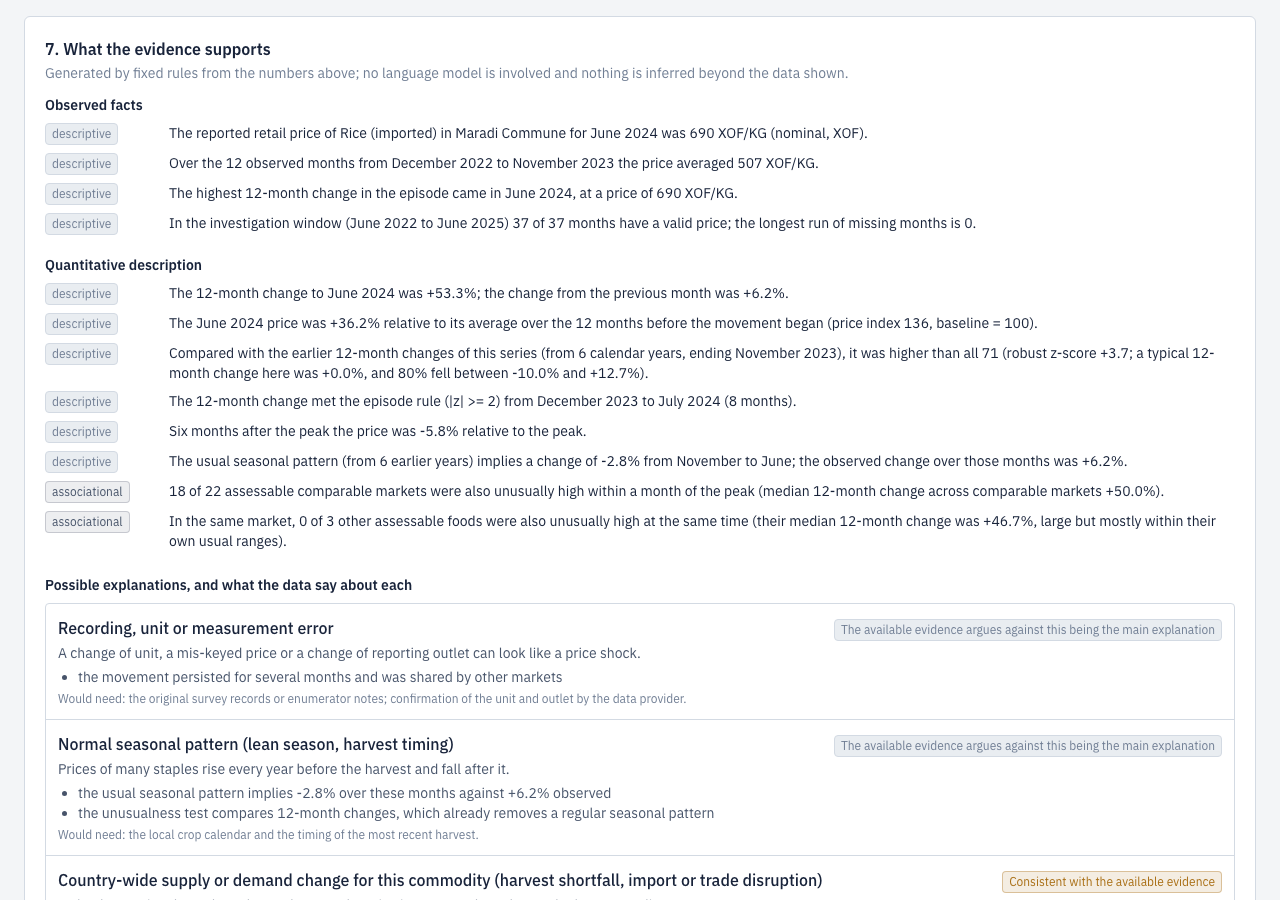 7. What the evidence supports
Generated by fixed rules from the numbers above; no language model is involved and nothing is inferred beyond the data shown.
Observed facts
descriptive The reported retail price of Rice (imported) in Maradi Commune for June 2024 was 690 XOF/KG (nominal, XOF).
descriptive Over the 12 observed months from December 2022 to November 2023 the price averaged 507 XOF/KG.
descriptive The highest 12-month change in the episode came in June 2024, at a price of 690 XOF/KG.
descriptive In the investigation window (June 2022 to June 2025) 37 of 37 months have a valid price; the longest run of missing months is 0.
Quantitative description
descriptive The 12-month change to June 2024 was +53.3%; the change from the previous month was +6.2%.
descriptive The June 2024 price was +36.2% relative to its average over the 12 months before the movement began (price index 136, baseline = 100).
descriptive Compared with the earlier 12-month changes of this series (from 6 calendar years, ending November 2023), it was higher than all 71 (robust z-score +3.7; a typical 12-
month change here was +0.0%, and 80% fell between -10.0% and +12.7%).
descriptive The 12-month change met the episode rule (|z| >= 2) from December 2023 to July 2024 (8 months).
descriptive Six months after the peak the price was -5.8% relative to the peak.
descriptive The usual seasonal pattern (from 6 earlier years) implies a change of -2.8% from November to June; the observed change over those months was +6.2%.
associational 18 of 22 assessable comparable markets were also unusually high within a month of the peak (median 12-month change across comparable markets +50.0%).
associational In the same market, 0 of 3 other assessable foods were also unusually high at the same time (their median 12-month change was +46.7%, large but mostly within their
own usual ranges).
Possible explanations, and what the data say about each
Recording, unit or measurement error The available evidence argues against this being the main explanation
A change of unit, a mis-keyed price or a change of reporting outlet can look like a price shock.
• the movement persisted for several months and was shared by other markets
Would need: the original survey records or enumerator notes; confirmation of the unit and outlet by the data provider.
Normal seasonal pattern (lean season, harvest timing) The available evidence argues against this being the main explanation
Prices of many staples rise every year before the harvest and fall after it.
• the usual seasonal pattern implies -2.8% over these months against +6.2% observed
• the unusualness test compares 12-month changes, which already removes a regular seasonal pattern
Would need: the local crop calendar and the timing of the most recent harvest.
Country-wide supply or demand change for this commodity (harvest shortfall, import or trade disruption) Consistent with the available evidence